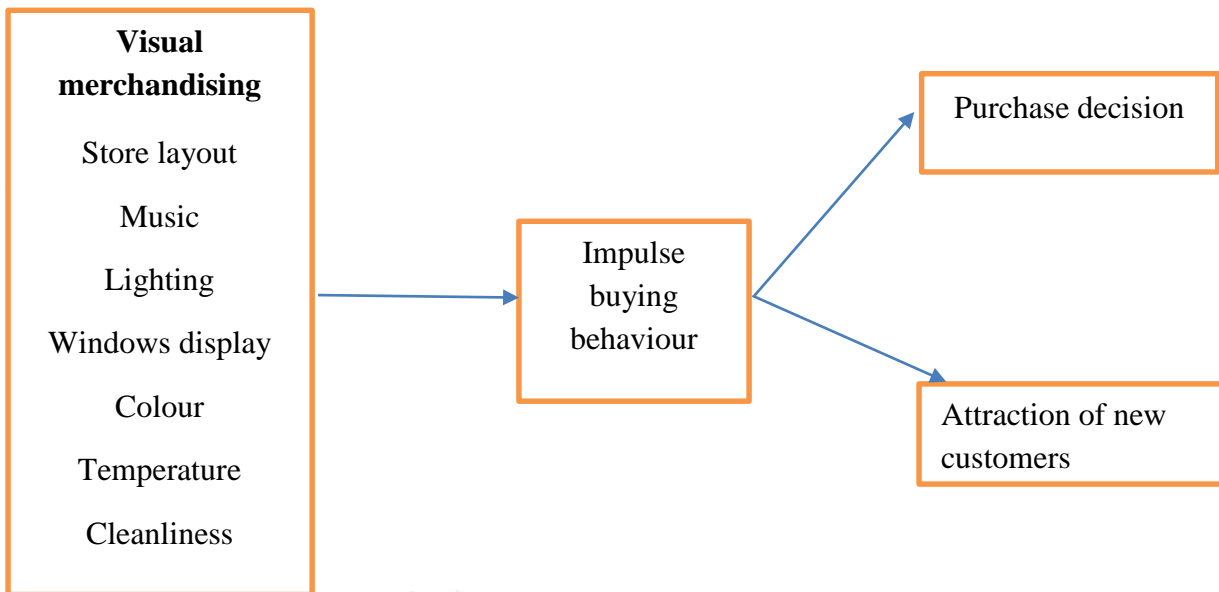 Visual
merchandising
Store layout
Music
Lighting
Windows display
Colour
Temperature
Cleanliness
Impulse
buying
behaviour
Purchase decision
Attraction of new
customers